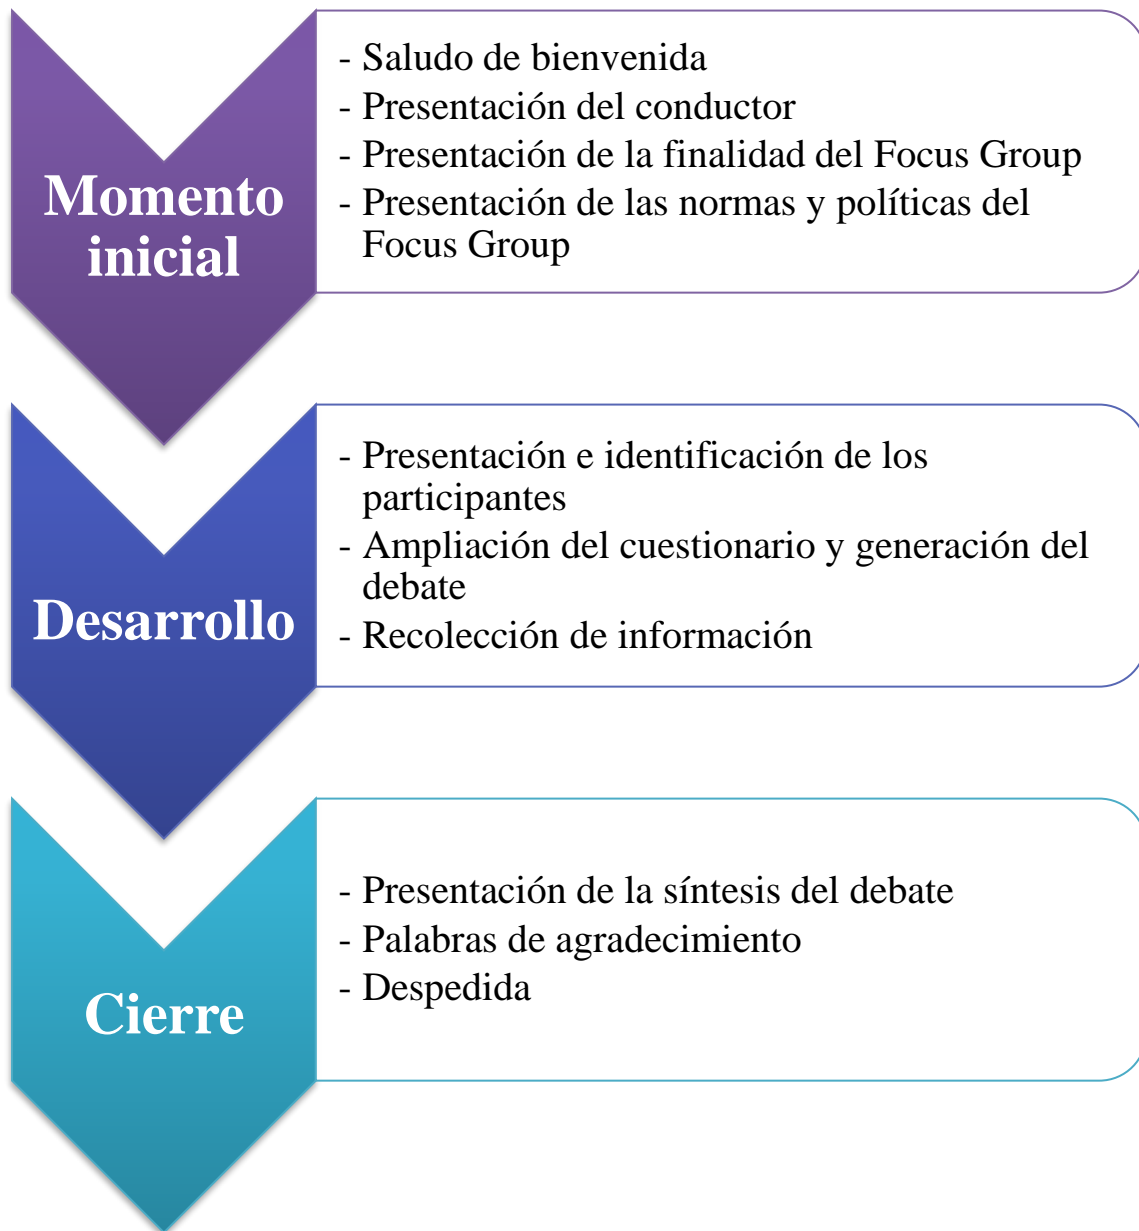 Momento
inicial
- Saludo de bienvenida
- Presentación del conductor
- Presentación de la finalidad del Focus Group
- Presentación de las normas y políticas del
Focus Group
Desarrollo
- Presentación e identificación de los
participantes
- Ampliación del cuestionario y generación del
debate
- Recolección de información
Cierre
- Presentación de la síntesis del debate
- Palabras de agradecimiento
- Despedida